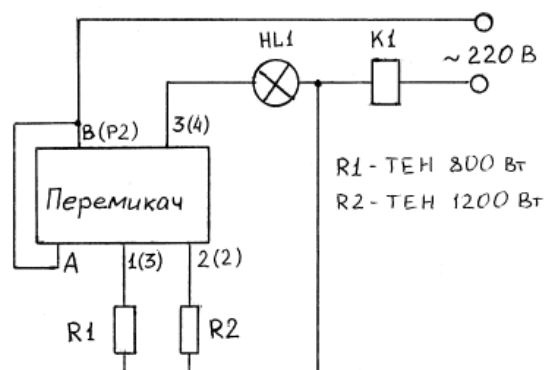 HL1
K1
~ 220 В
В(Р2)
3(4)
R1 - ТЕН 800 Вт
R2 - ТЕН 1200 Вт
Перемикач
А
1(3)
2(2)
R1
R2